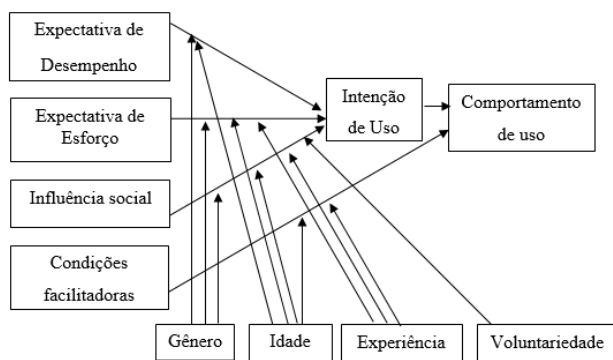 Expectativa de
Desempenho
Expectativa de
Esforço
Influência social
Condições
facilitadoras
Intenção
de Uso
Comportamento
de uso
Gênero
Idade
Experiência
Voluntariedade